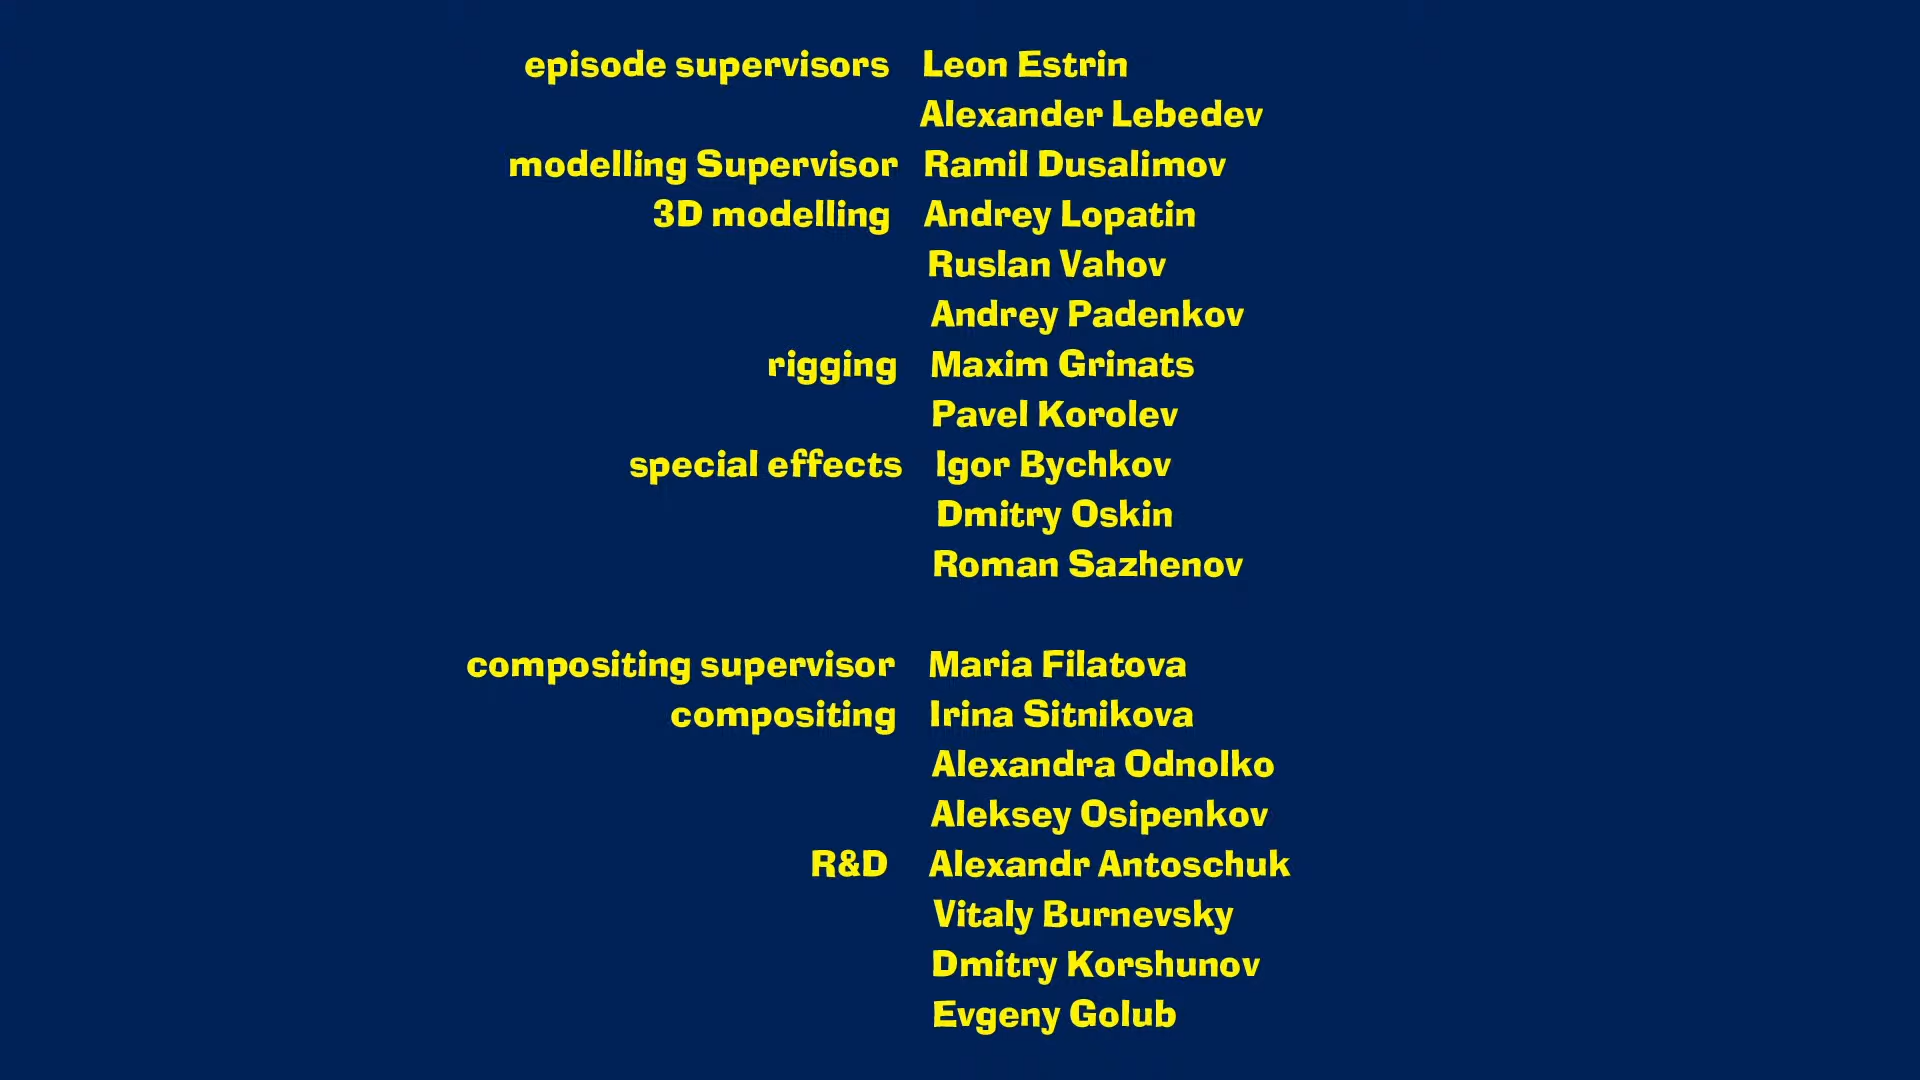 episode supervisors Leon Estrin
Alexander Lebedev
modelling Supervisor Ramil Dusalimov
3D modelling Andrey Lopatin
Ruslan Vahov
Andrey Padenkov
rigging Maxim Grinats
Pavel Korolev
special effects Igor Bychkov
Dmitry Oskin
Roman Sazhenov
compositing supervisor Maria Filatova
compositing Irina Sitnikova
Alexandra Odnolko
Aleksey Osipenkov
R&D Alexandr Antoschuk
Vitaly Burnevsky
Dmitry Korshunov
Evgeny Golub